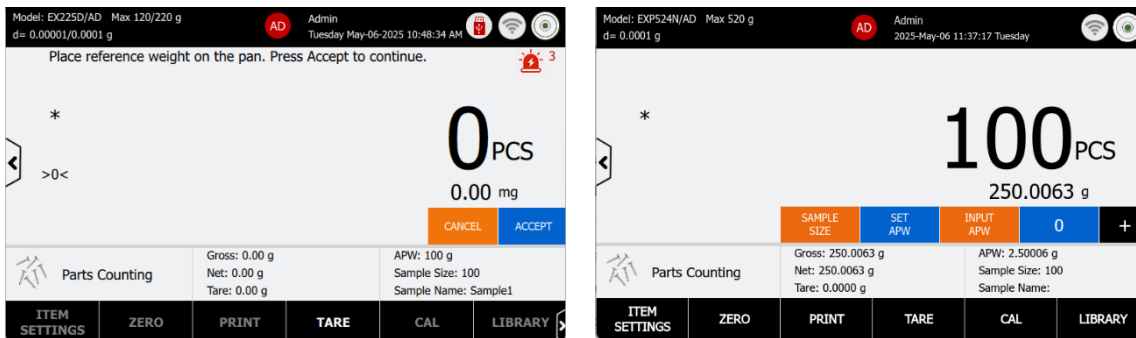 Model: EX225D/AD Max 120/220 g
d= 0.00001/0.0001 g
AD
Admin
Tuesday May-06-2025 10:48:34 AM
Place reference weight on the pan. Press Accept to continue.
3
*
0 PCS
>0<
0.00 mg
CANCEL
ACCEPT
Parts Counting
Gross: 0.00 g
Net: 0.00 g
Tare: 0.00 g
APW: 100 g
Sample Size: 100
Sample Name: Sample1
ITEM SETTINGS
ZERO
PRINT
TARE
CAL
LIBRARY
Model: EXP524N/AD Max 520 g
d= 0.0001 g
AD
Admin
2025-May-06 11:37:17 Tuesday
*
100 PCS
250.0063 g
SAMPLE SIZE
SET APW
INPUT APW
0
+
Parts Counting
Gross: 250.0063 g
Net: 250.0063 g
Tare: 0.0000 g
APW: 2.50006 g
Sample Size: 100
Sample Name:
ITEM SETTINGS
ZERO
PRINT
TARE
CAL
LIBRARY